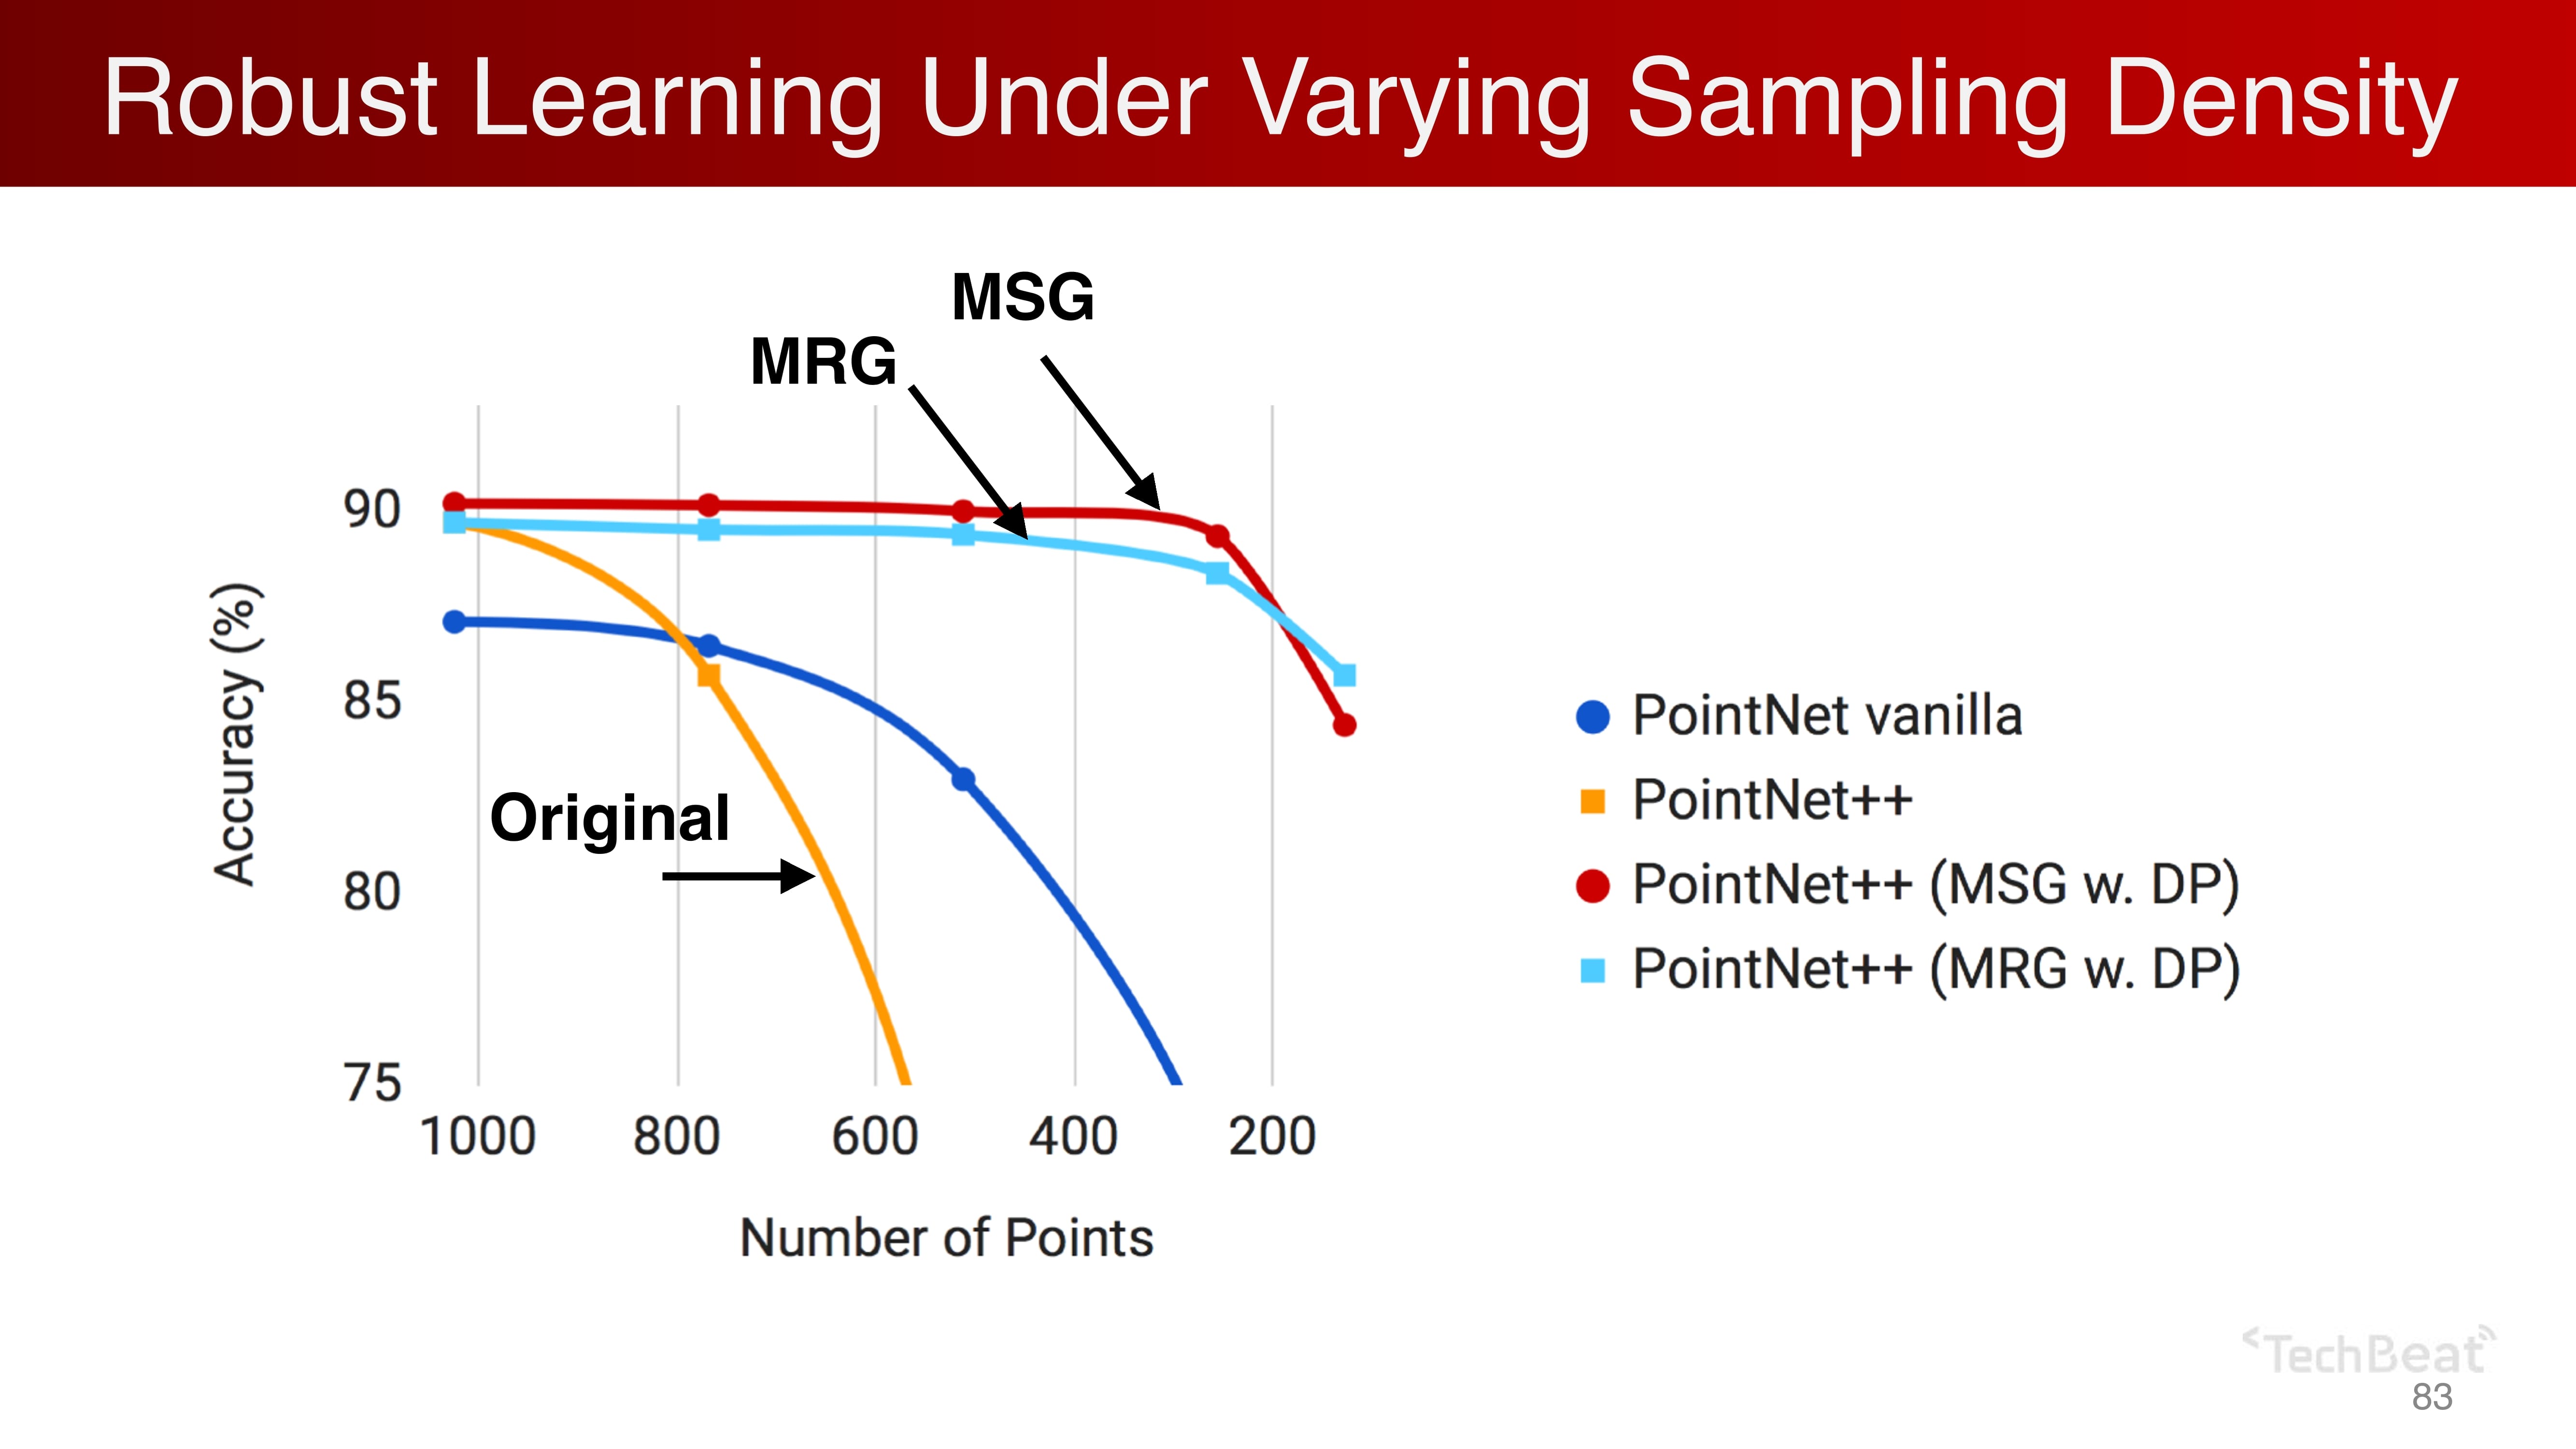 Robust Learning Under Varying Sampling Density
MSG
MRG
90
85
80
75
Accuracy (%)
Original
1000 800 600 400 200
Number of Points
PointNet vanilla
PointNet++
PointNet++ (MSG w. DP)
PointNet++ (MRG w. DP)
TechBeat
83